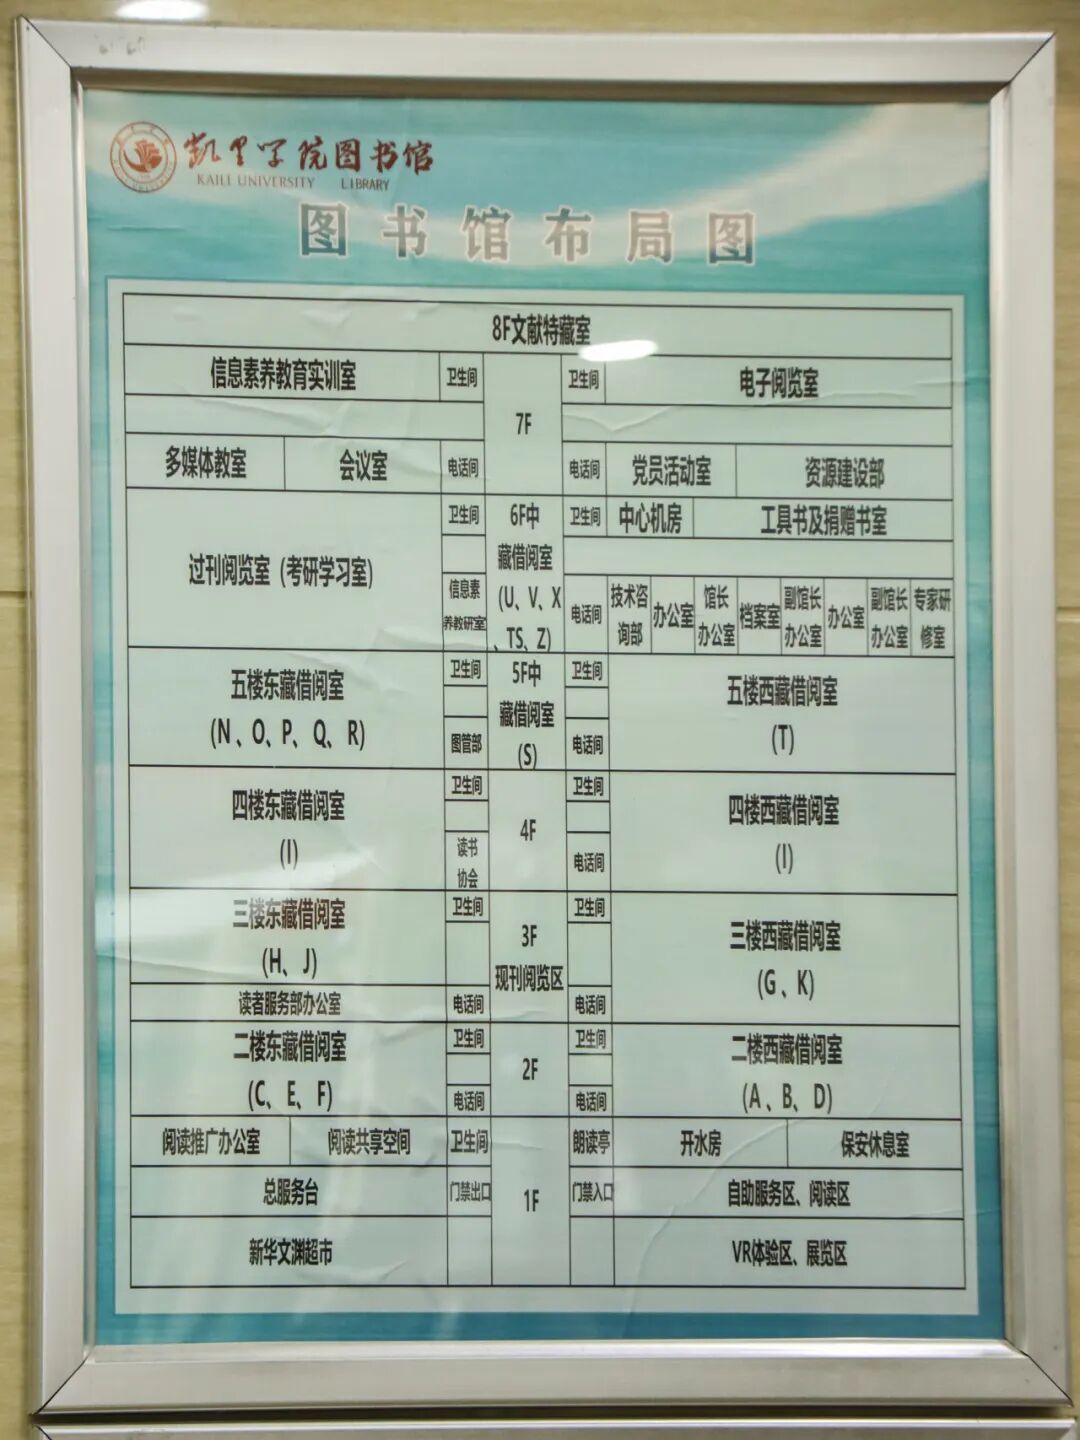 凯里学院图书馆
KAILI UNIVERSITY LIBRARY
图书馆布局图
8F文献特藏室
信息素养教育实训室 卫生间 7F 卫生间 电子阅览室
多媒体教室 会议室 电话间 电话间 党员活动室 资源建设部
过刊阅览室（考研学习室）
卫生间
信息素
养教研室
6F中
藏借阅室
(U、V、X
、TS、Z)
卫生间 中心机房 工具书及捐赠书室
电话间
技术咨
询部
办公室
馆长
办公室
档案室
副馆长
办公室
办公室
副馆长
办公室
专家研
修室
五楼东藏借阅室
(N、O、P、Q、R)
卫生间
图管部
5F中
藏借阅室
(S)
卫生间
电话间
五楼西藏借阅室
(T)
四楼东藏借阅室
(I)
卫生间
读书
协会
4F
卫生间
电话间
四楼西藏借阅室
(I)
三楼东藏借阅室
(H、J)
读者服务部办公室
卫生间
电话间
3F
现刊阅览区
卫生间
电话间
三楼西藏借阅室
(G、K)
二楼东藏借阅室
(C、E、F)
卫生间
电话间
2F
卫生间
电话间
二楼西藏借阅室
(A、B、D)
阅读推广办公室 阅读共享空间 卫生间 朗读亭 开水房 保安休息室
总服务台 门禁出口 1F 门禁入口 自助服务区、阅读区
新华文渊超市 VR体验区、展览区